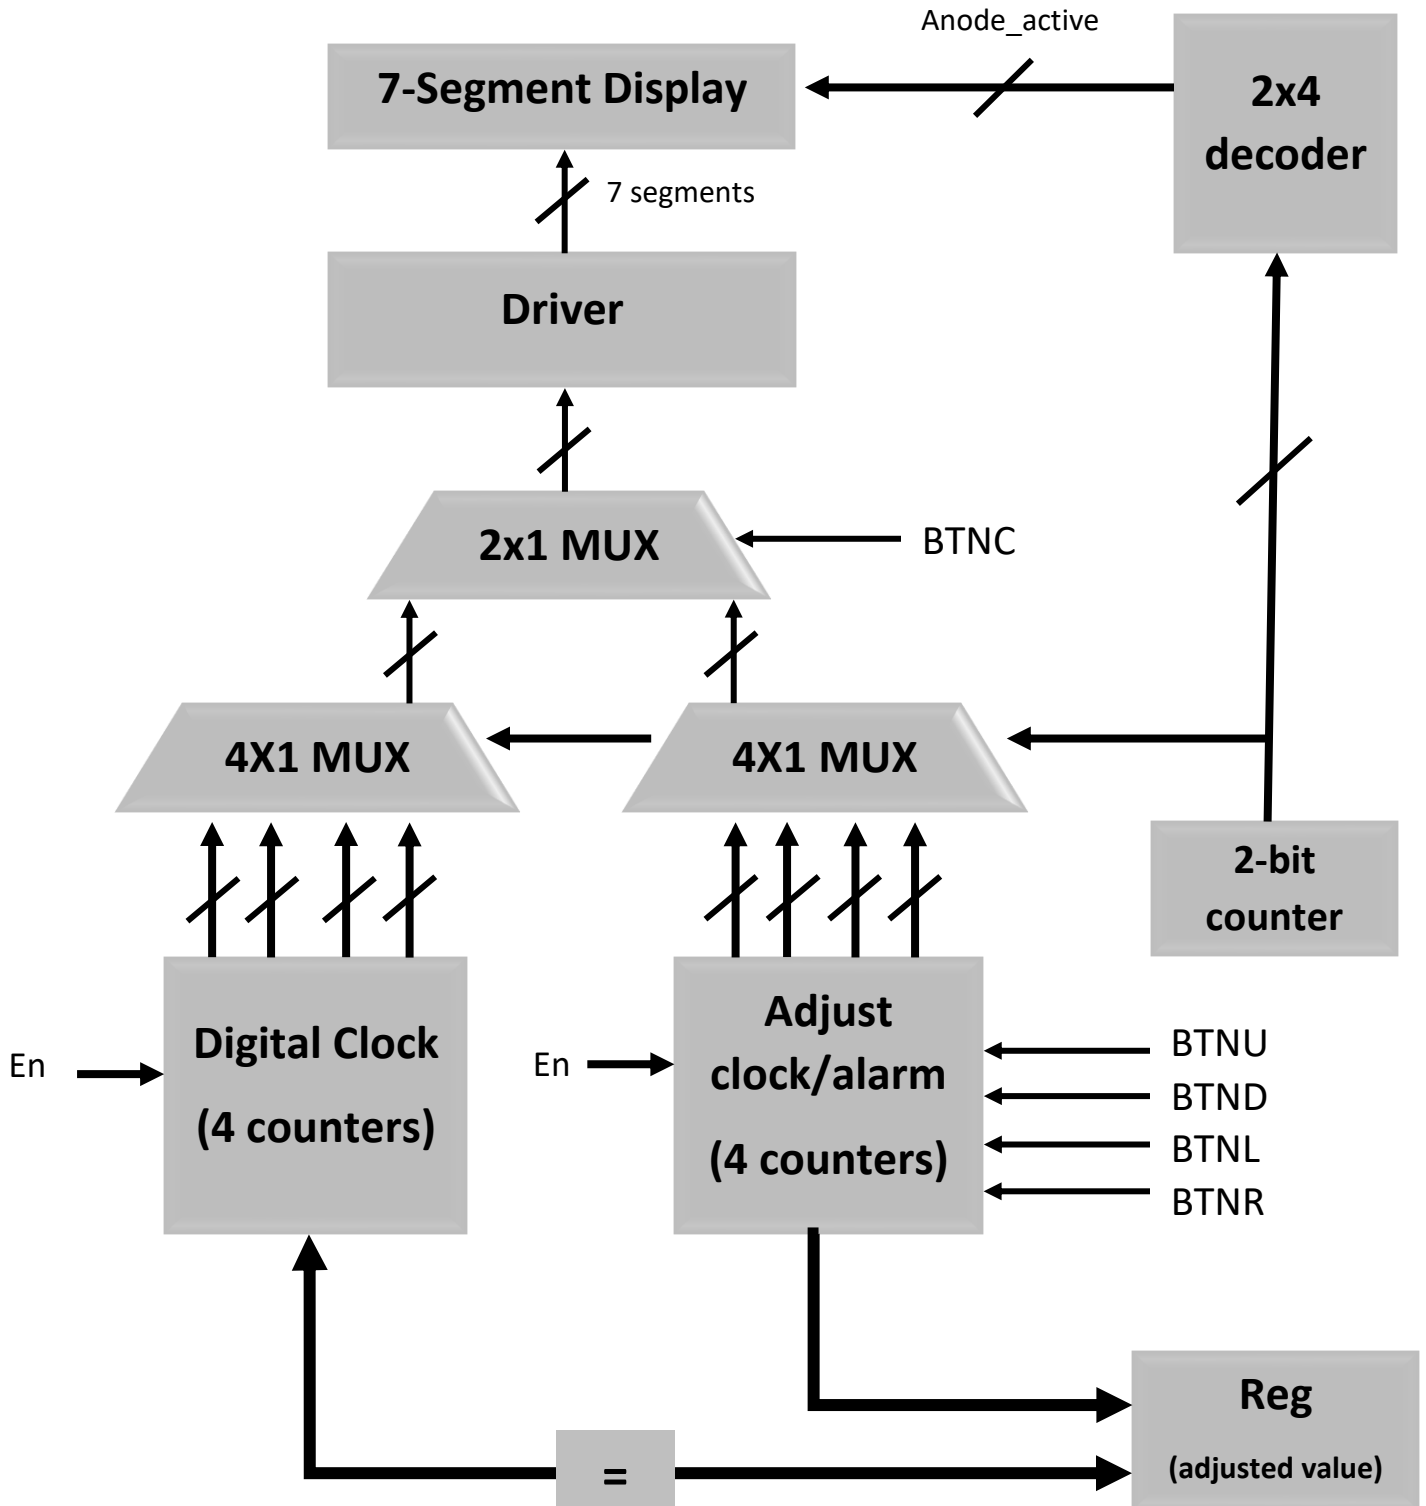 Anode_active
7-Segment Display
2x4
decoder
7 segments
Driver
2x1 MUX
BTNC
4X1 MUX
4X1 MUX
2-bit
counter
Digital Clock
(4 counters)
En
Adjust
clock/alarm
(4 counters)
En
BTNU
BTND
BTNL
BTNR
Reg
(adjusted value)
=